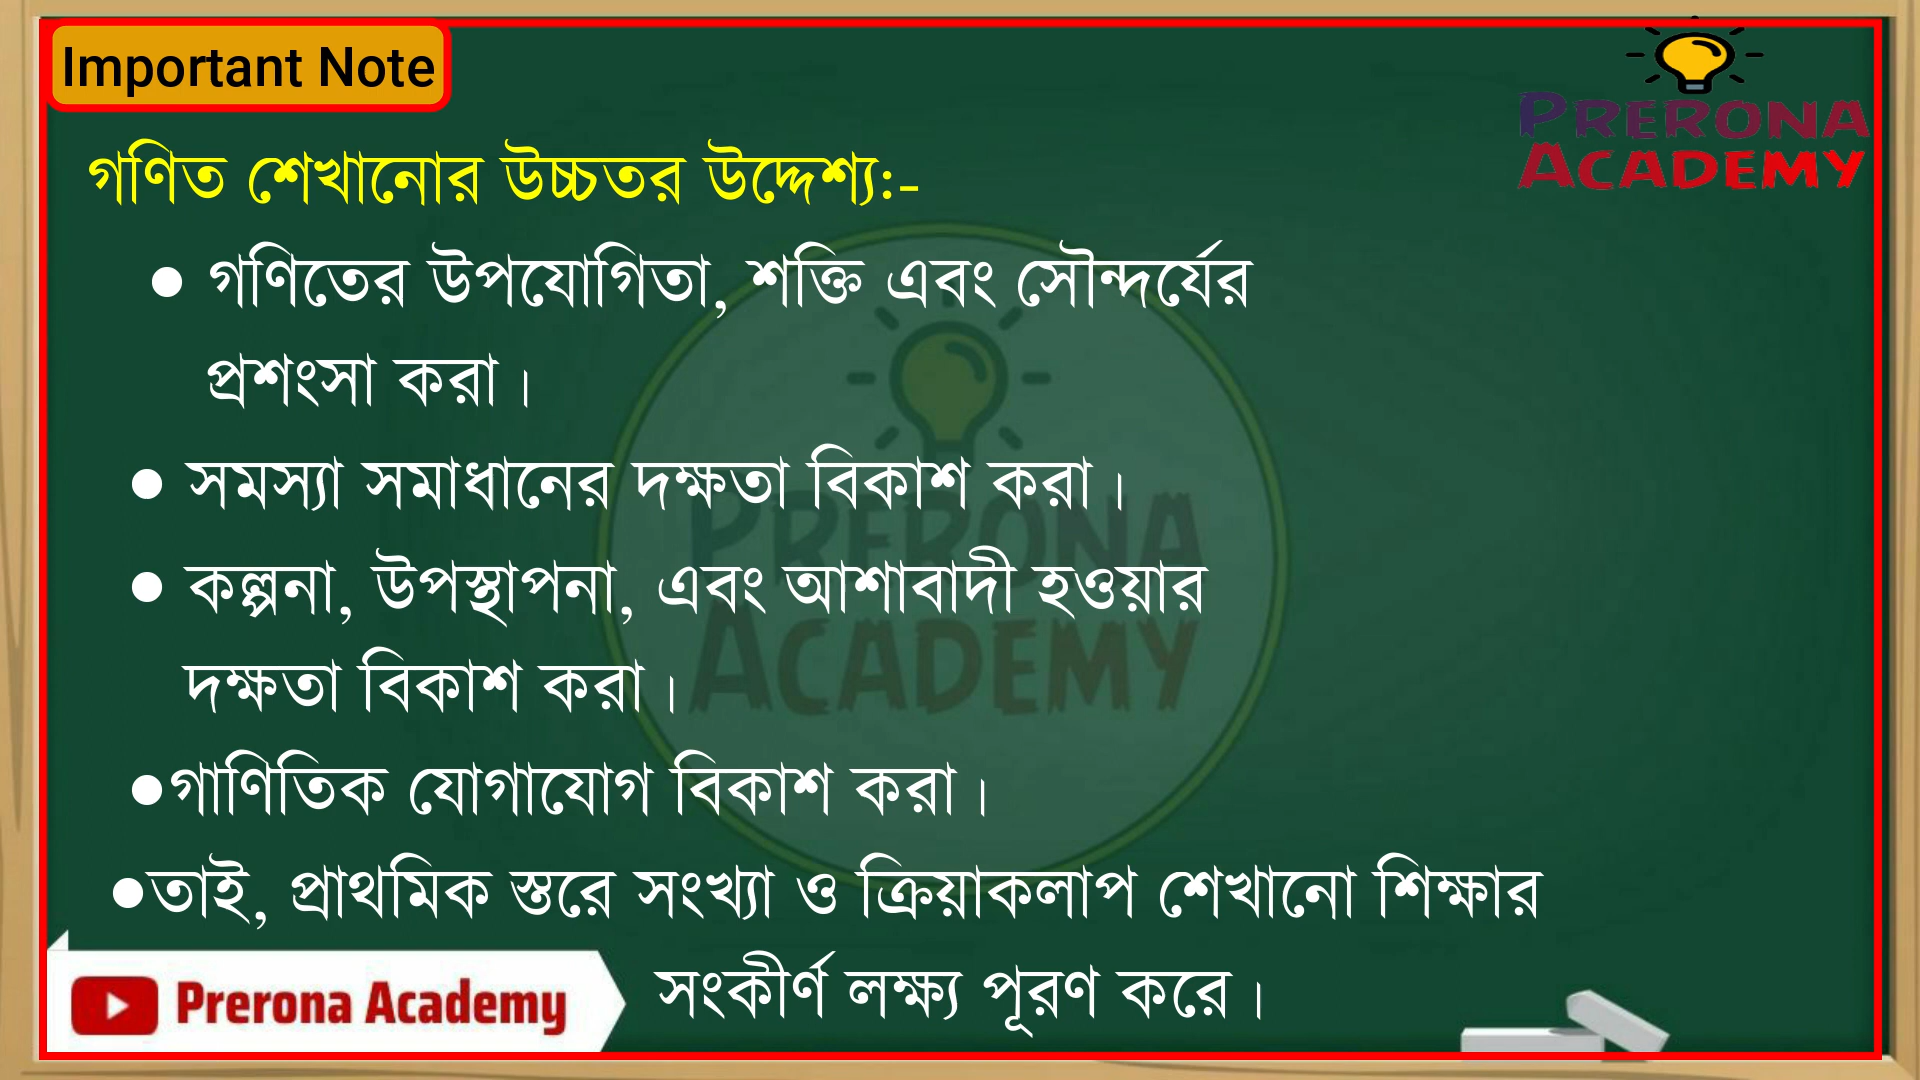 Important Note
PRERONA
ACADEMY
গণিত শেখানোর উচ্চতর উদ্দেশ্য:-
● গণিতের উপযোগিতা, শক্তি এবং সৌন্দর্যের
প্রশংসা করা।
● সমস্যা সমাধানের দক্ষতা বিকাশ করা।
● কল্পনা, উপস্থাপনা, এবং আশাবাদী হওয়ার
দক্ষতা বিকাশ করা।
●গাণিতিক যোগাযোগ বিকাশ করা।
●তাই, প্রাথমিক স্তরে সংখ্যা ও ক্রিয়াকলাপ শেখানো শিক্ষার
সংকীর্ণ লক্ষ্য পূরণ করে।
PRERONA
ACADEMY
Prerona Academy